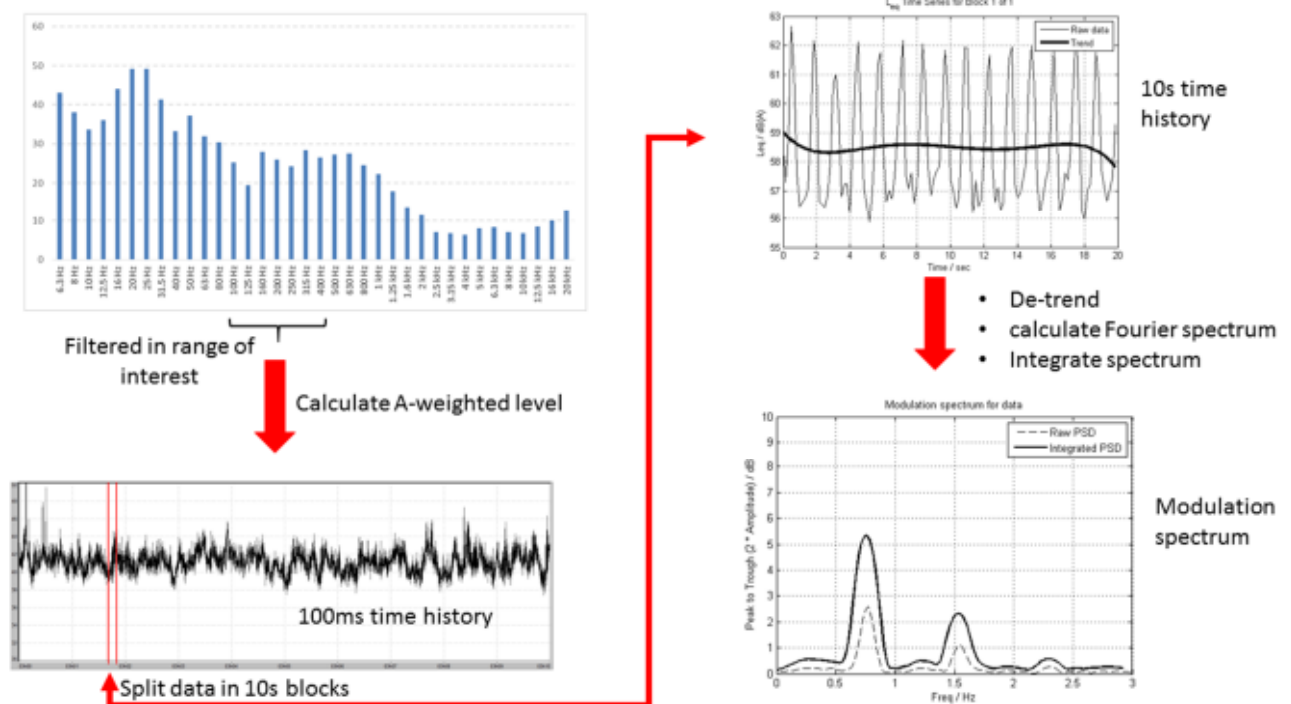 60
50
40
30
20
10
0
6.3 Hz
8 Hz
10 Hz
12.5 Hz
16 Hz
20 Hz
25 Hz
31.5 Hz
40 Hz
50 Hz
63 Hz
80 Hz
100 Hz
125 Hz
160 Hz
200 Hz
250 Hz
315 Hz
400 Hz
500 Hz
630 Hz
800 Hz
1 kHz
1.25 kHz
1.6 kHz
2 kHz
2.5 kHz
3.15 kHz
4 kHz
5 kHz
6.3 kHz
8 kHz
10 kHz
12.5 kHz
16 kHz
20 kHz
Filtered in range of
interest
Calculate A-weighted level
100ms time history
Split data in 10s blocks
Leq Time Series for Block 1 of 1
Raw data
Trend
63
62
61
60
59
58
57
56
55
Leq / dB(A)
0 2 4 6 8 10 12 14 16 18 20
Time / sec
10s time
history
• De-trend
• calculate Fourier spectrum
• Integrate spectrum
Modulation spectrum for data
Raw PSD
Integrated PSD
10
9
8
7
6
5
4
3
2
1
0
Peak to Trough (2 * Amplitude) / dB
0 0.5 1 1.5 2 2.5 3
Freq / Hz
Modulation
spectrum